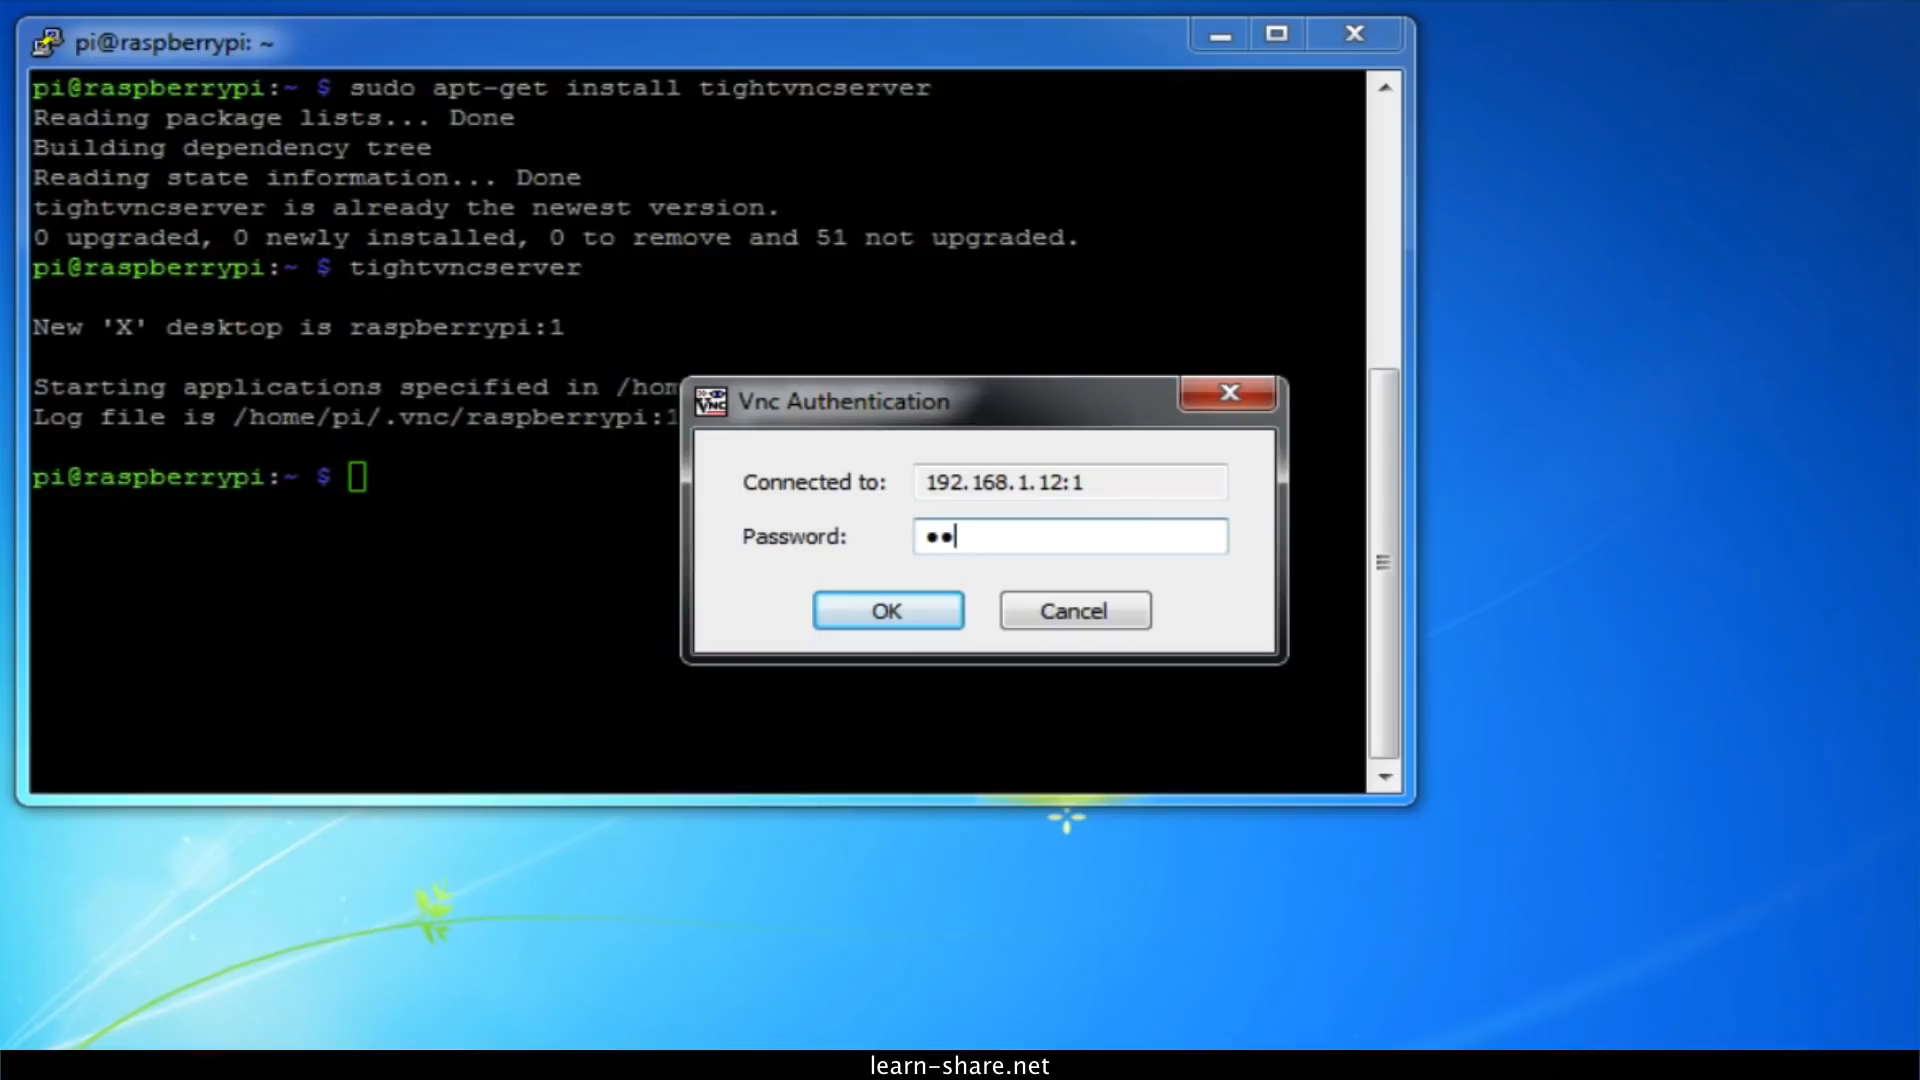 pi@raspberrypi: ~
pi@raspberrypi:~ $ sudo apt-get install tightvncserver
Reading package lists... Done
Building dependency tree
Reading state information... Done
tightvncserver is already the newest version.
0 upgraded, 0 newly installed, 0 to remove and 51 not upgraded.
pi@raspberrypi:~ $ tightvncserver
New 'X' desktop is raspberrypi:1
Starting applications specified in /hom
Log file is /home/pi/.vnc/raspberrypi:1
pi@raspberrypi:~ $
Vnc Authentication
Connected to: 192.168.1.12:1
Password: ●●
OK Cancel
learn-share.net